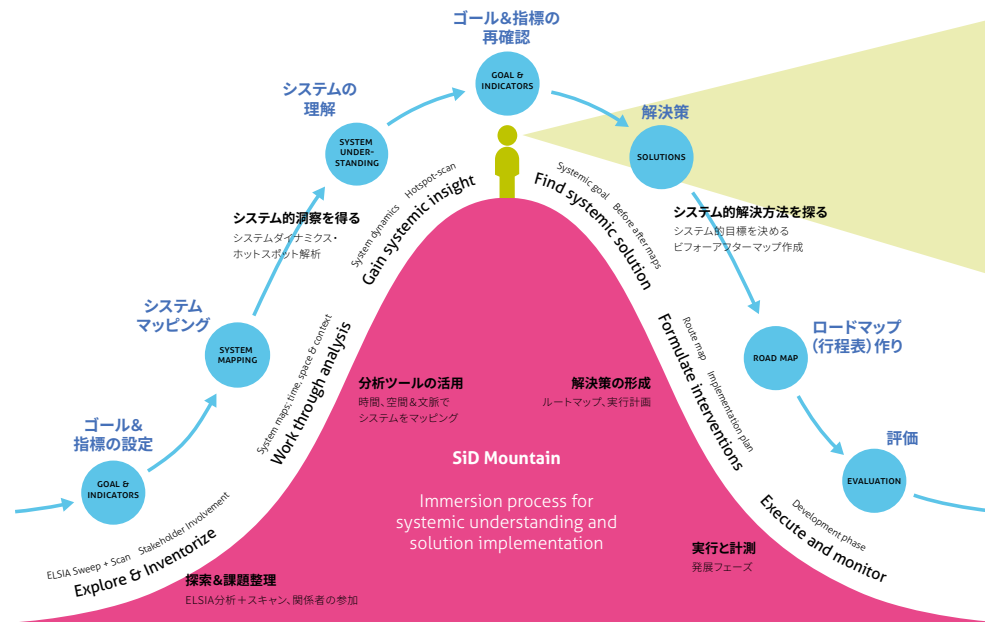 ゴール&指標の
再確認
GOAL &
INDICATORS
システムの
理解
SYSTEM
UNDER-
STANDING
解決策
SOLUTIONS
Hotspot-scan
System dynamics
Gain systemic insight
Systemic goal
Before after maps
Find systemic solution
システム的洞察を得る
システムダイナミクス・
ホットスポット解析
システム的解決方法を探る
システム的目標を決める
ビフォーアフターマップ作成
システム
マッピング
SYSTEM
MAPPING
ロードマップ
（行程表）作り
ROAD MAP
System maps; time, space & context
Work through analysis
Route map
Implementation plan
Formulate interventions
分析ツールの活用
時間、空間&文脈で
システムをマッピング
解決策の形成
ルートマップ、実行計画
ゴール&
指標の設定
GOAL &
INDICATORS
評価
EVALUATION
SiD Mountain
Immersion process for
systemic understanding and
solution implementation
ELSIA Sweep + Scan
Stakeholder Involvement
Explore & Inventorize
Development phase
Execute and monitor
探索&課題整理
ELSIA分析＋スキャン、関係者の参加
実行と計測
発展フェーズ